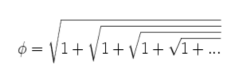 ϕ = √(1 + √(1 + √(1 + √(1 + ...))))